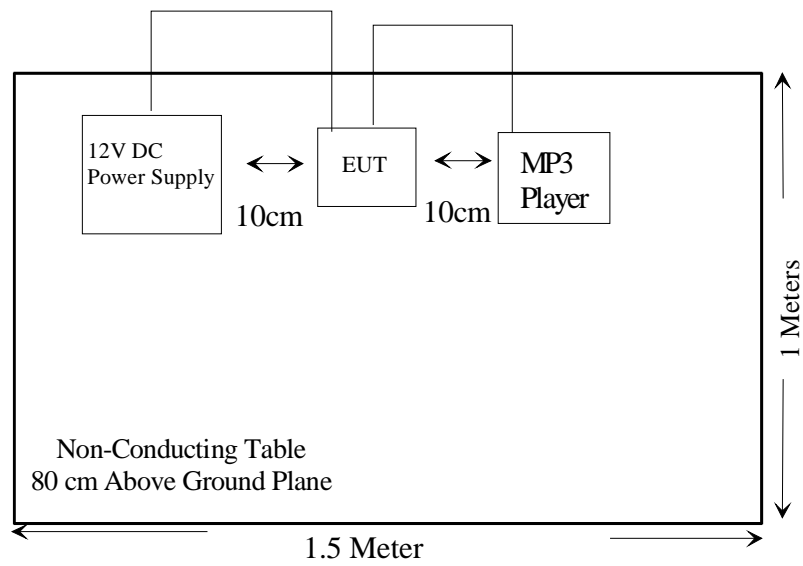 12V DC
Power Supply
EUT
MP3
Player
10cm
10cm
1 Meters
Non-Conducting Table
80 cm Above Ground Plane
1.5 Meter